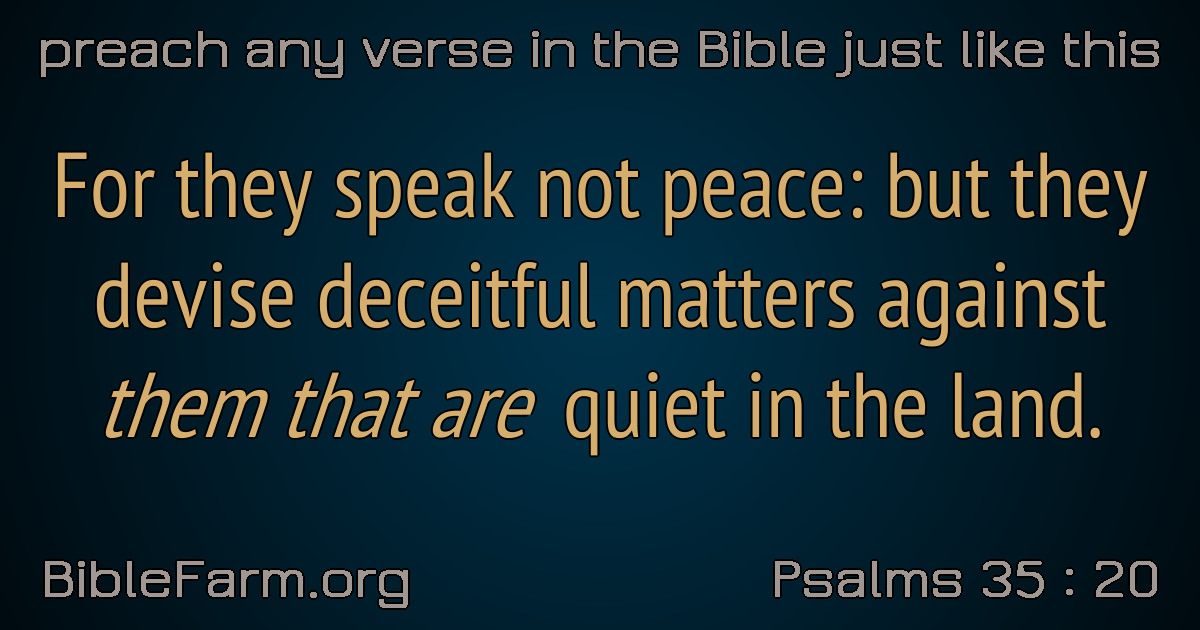 preach any verse in the Bible just like this
For they speak not peace: but they
devise deceitful matters against
them that are quiet in the land.
BibleFarm.org
Psalms 35 : 20